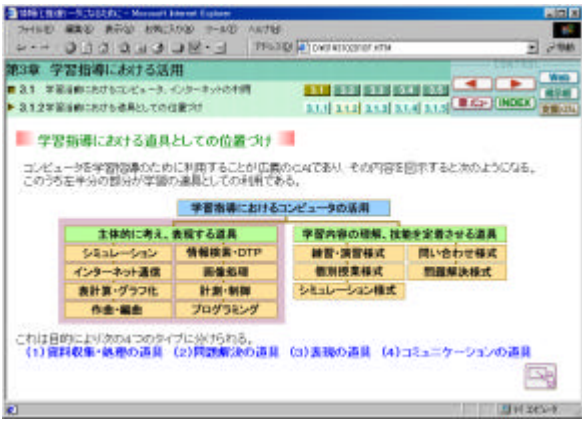 Microsoft Internet Explorer
第3章 学習指導における活用
3.1 学習活動におけるコンピュータ、インターネットの利用
3.1 3.2 3.3 3.4 3.5
Web
3.1.2 学習活動における道具としての位置づけ
3.1.1 3.1.2 3.1.3 3.1.4 3.1.5
INDEX
学習指導における道具としての位置づけ
コンピュータを学習指導のために利用することが広義のCAIであり、その内容を図示すると次のようになる。
このうち左半分の部分が学習の道具としての利用である。
学習指導におけるコンピュータの活用
主体的に考え、表現する道具
学習内容の理解、技能を定着させる道具
シミュレーション 情報検索・DTP 練習・演習様式 問い合わせ様式
インターネット通信 画像処理 個別授業様式 問題解決様式
表計算・グラフ化 計測・制御 シミュレーション様式
作曲・編曲 プログラミング
これは目的により次の4つのタイプに分けられる。
(1)資料収集・処理の道具 (2)問題解決の道具 (3)表現の道具 (4)コミュニケーションの道具